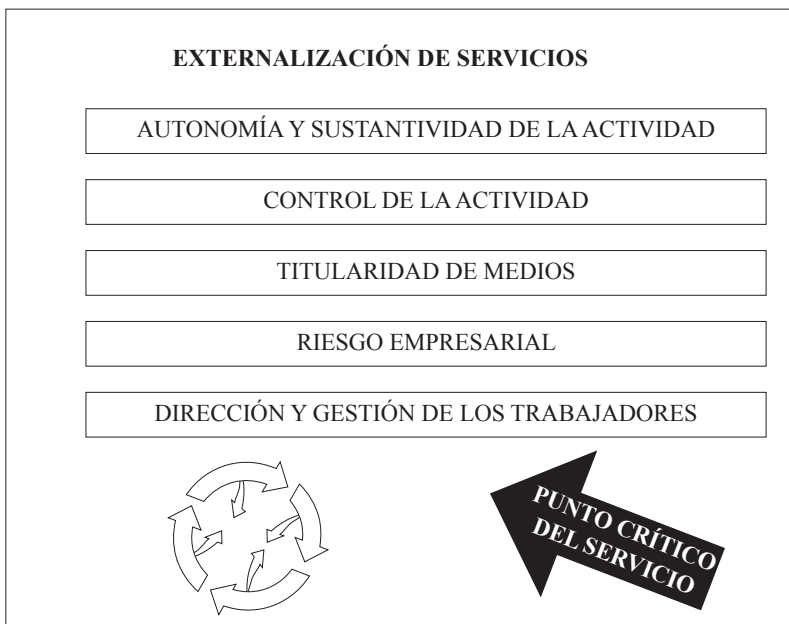 EXTERNALIZACIÓN DE SERVICIOS
AUTONOMÍA Y SUSTANTIVIDAD DE LA ACTIVIDAD
CONTROL DE LA ACTIVIDAD
TITULARIDAD DE MEDIOS
RIESGO EMPRESARIAL
DIRECCIÓN Y GESTIÓN DE LOS TRABAJADORES
PUNTO CRÍTICO
DEL SERVICIO